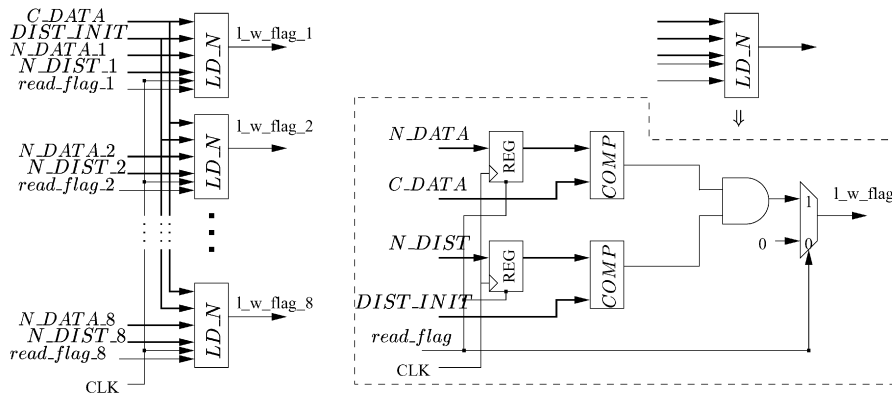 C_DATA
DIST_INIT
N_DATA_1
N_DIST_1
read_flag_1
LD_N
l_w_flag_1
N_DATA_2
N_DIST_2
read_flag_2
LD_N
l_w_flag_2
N_DATA_8
N_DIST_8
read_flag_8
LD_N
l_w_flag_8
CLK
LD_N
N_DATA
REG
COMP
C_DATA
N_DIST
REG
COMP
DIST_INIT
read_flag
CLK
1
0
0
l_w_flag